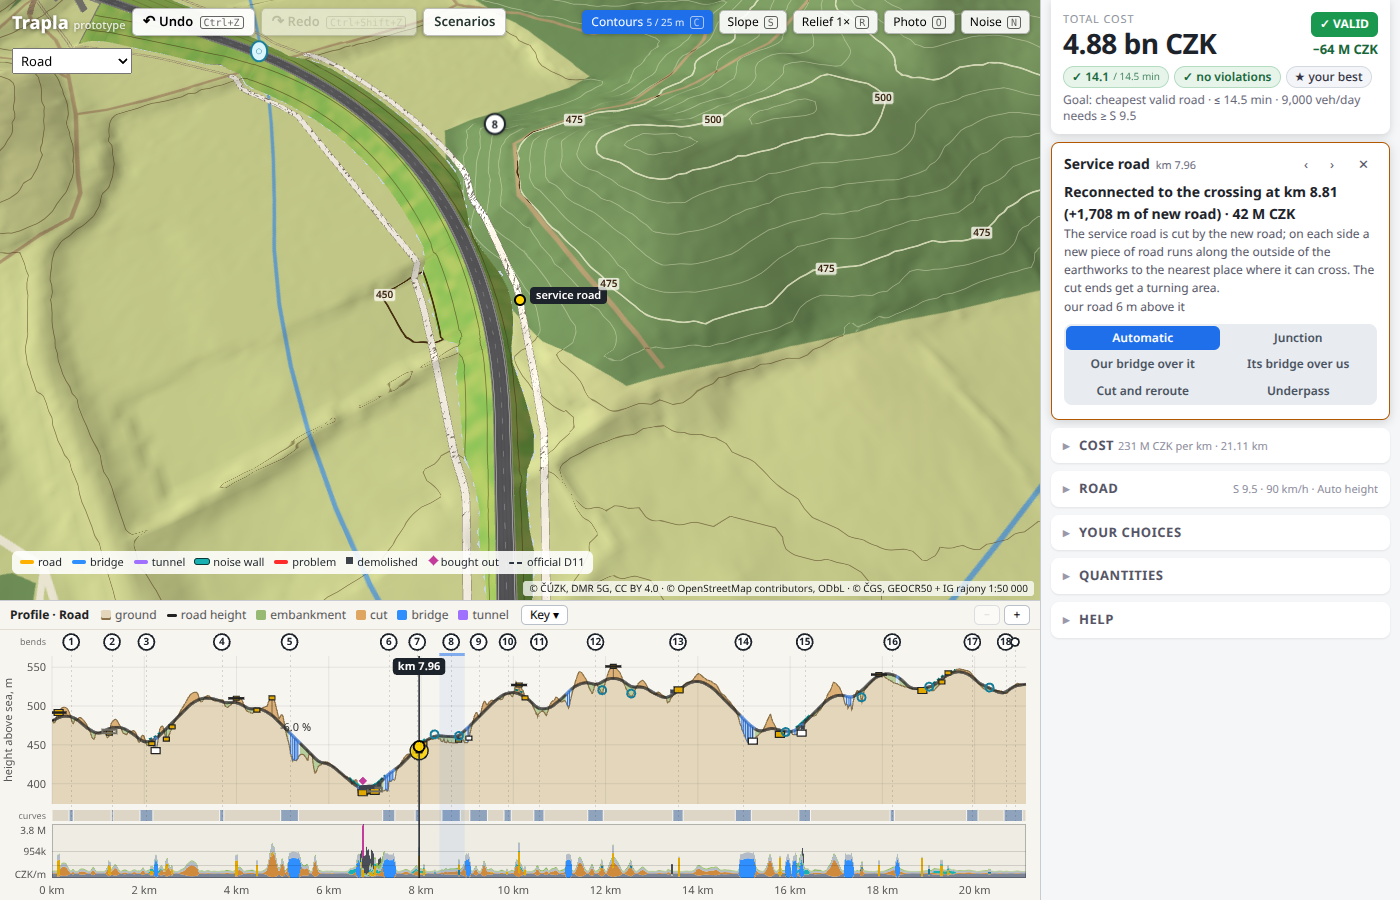 Trapla prototype
↶ Undo Ctrl+Z
↷ Redo Ctrl+Shift+Z
Scenarios
Contours 5 / 25 m C
Slope S
Relief 1× R
Photo O
Noise N
Road
8
475
500
500
475
475
475
450
service road
road
bridge
tunnel
noise wall
problem
demolished
bought out
official D11
© ČÚZK, DMR 5G, CC BY 4.0 · © OpenStreetMap contributors, ODbL · © ČGS, GEOCR50 + IG rajony 1:50 000
Profile · Road
ground
road height
embankment
cut
bridge
tunnel
Key ▾
−
+
bends
1 2 3 4 5 6 7 8 9 10 11 12 13 14 15 16 17 18
km 7.96
height above sea, m
550
500
450
400
6.0 %
curves
3.8 M
954k
CZK/m
0 km 2 km 4 km 6 km 8 km 10 km 12 km 14 km 16 km 18 km 20 km
TOTAL COST
✓ VALID
4.88 bn CZK
−64 M CZK
✓ 14.1 / 14.5 min
✓ no violations
★ your best
Goal: cheapest valid road · ≤ 14.5 min · 9,000 veh/day
needs ≥ S 9.5
Service road km 7.96
‹ › ✕
Reconnected to the crossing at km 8.81
(+1,708 m of new road) · 42 M CZK
The service road is cut by the new road; on each side a
new piece of road runs along the outside of the
earthworks to the nearest place where it can cross. The
cut ends get a turning area.
our road 6 m above it
Automatic
Junction
Our bridge over it
Its bridge over us
Cut and reroute
Underpass
▶ COST 231 M CZK per km · 21.11 km
▶ ROAD S 9.5 · 90 km/h · Auto height
▶ YOUR CHOICES
▶ QUANTITIES
▶ HELP